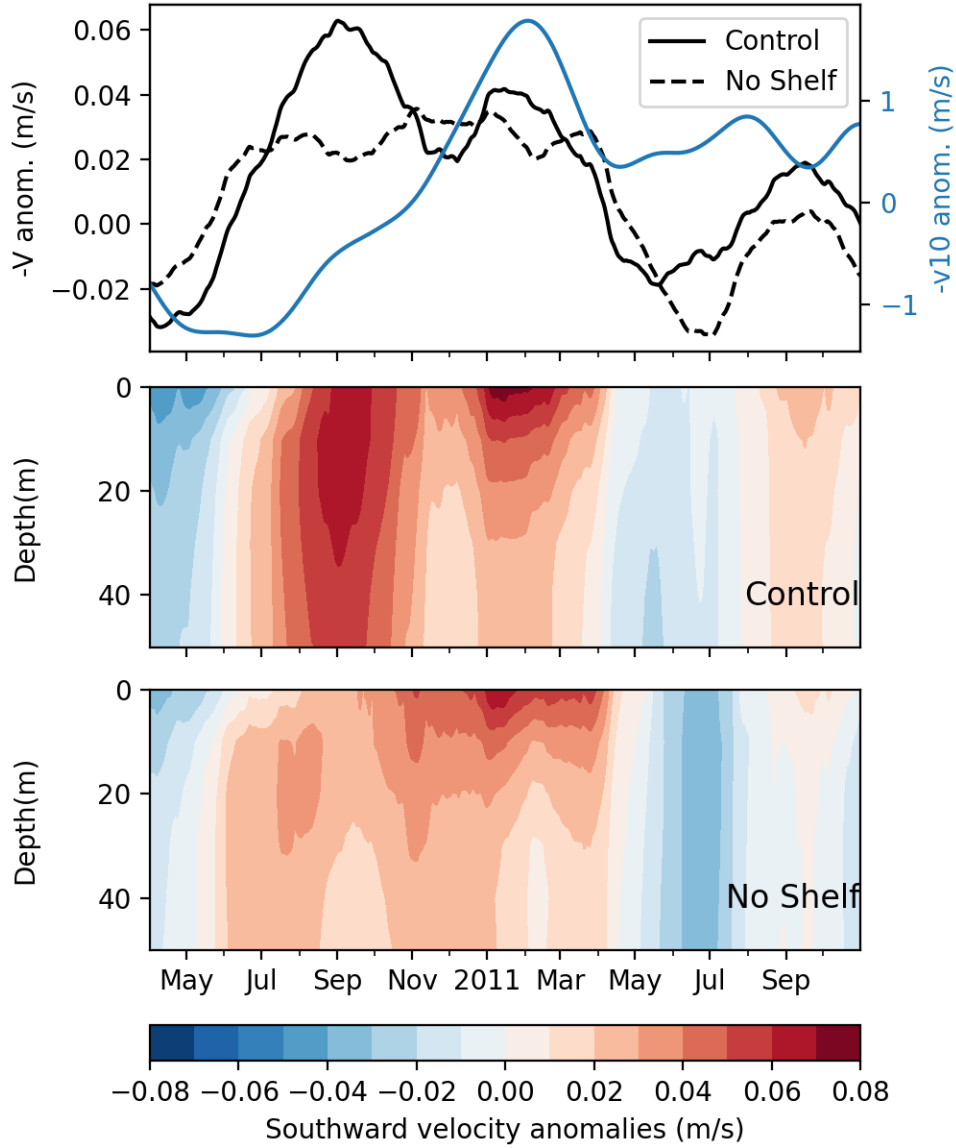 0.06
0.04
0.02
0.00
−0.02
-V anom. (m/s)
Control
No Shelf
1
0
−1
-v10 anom. (m/s)
0
20
40
Depth(m)
Control
0
20
40
Depth(m)
No Shelf
May Jul Sep Nov 2011 Mar May Jul Sep
−0.08 −0.06 −0.04 −0.02 0.00 0.02 0.04 0.06 0.08
Southward velocity anomalies (m/s)